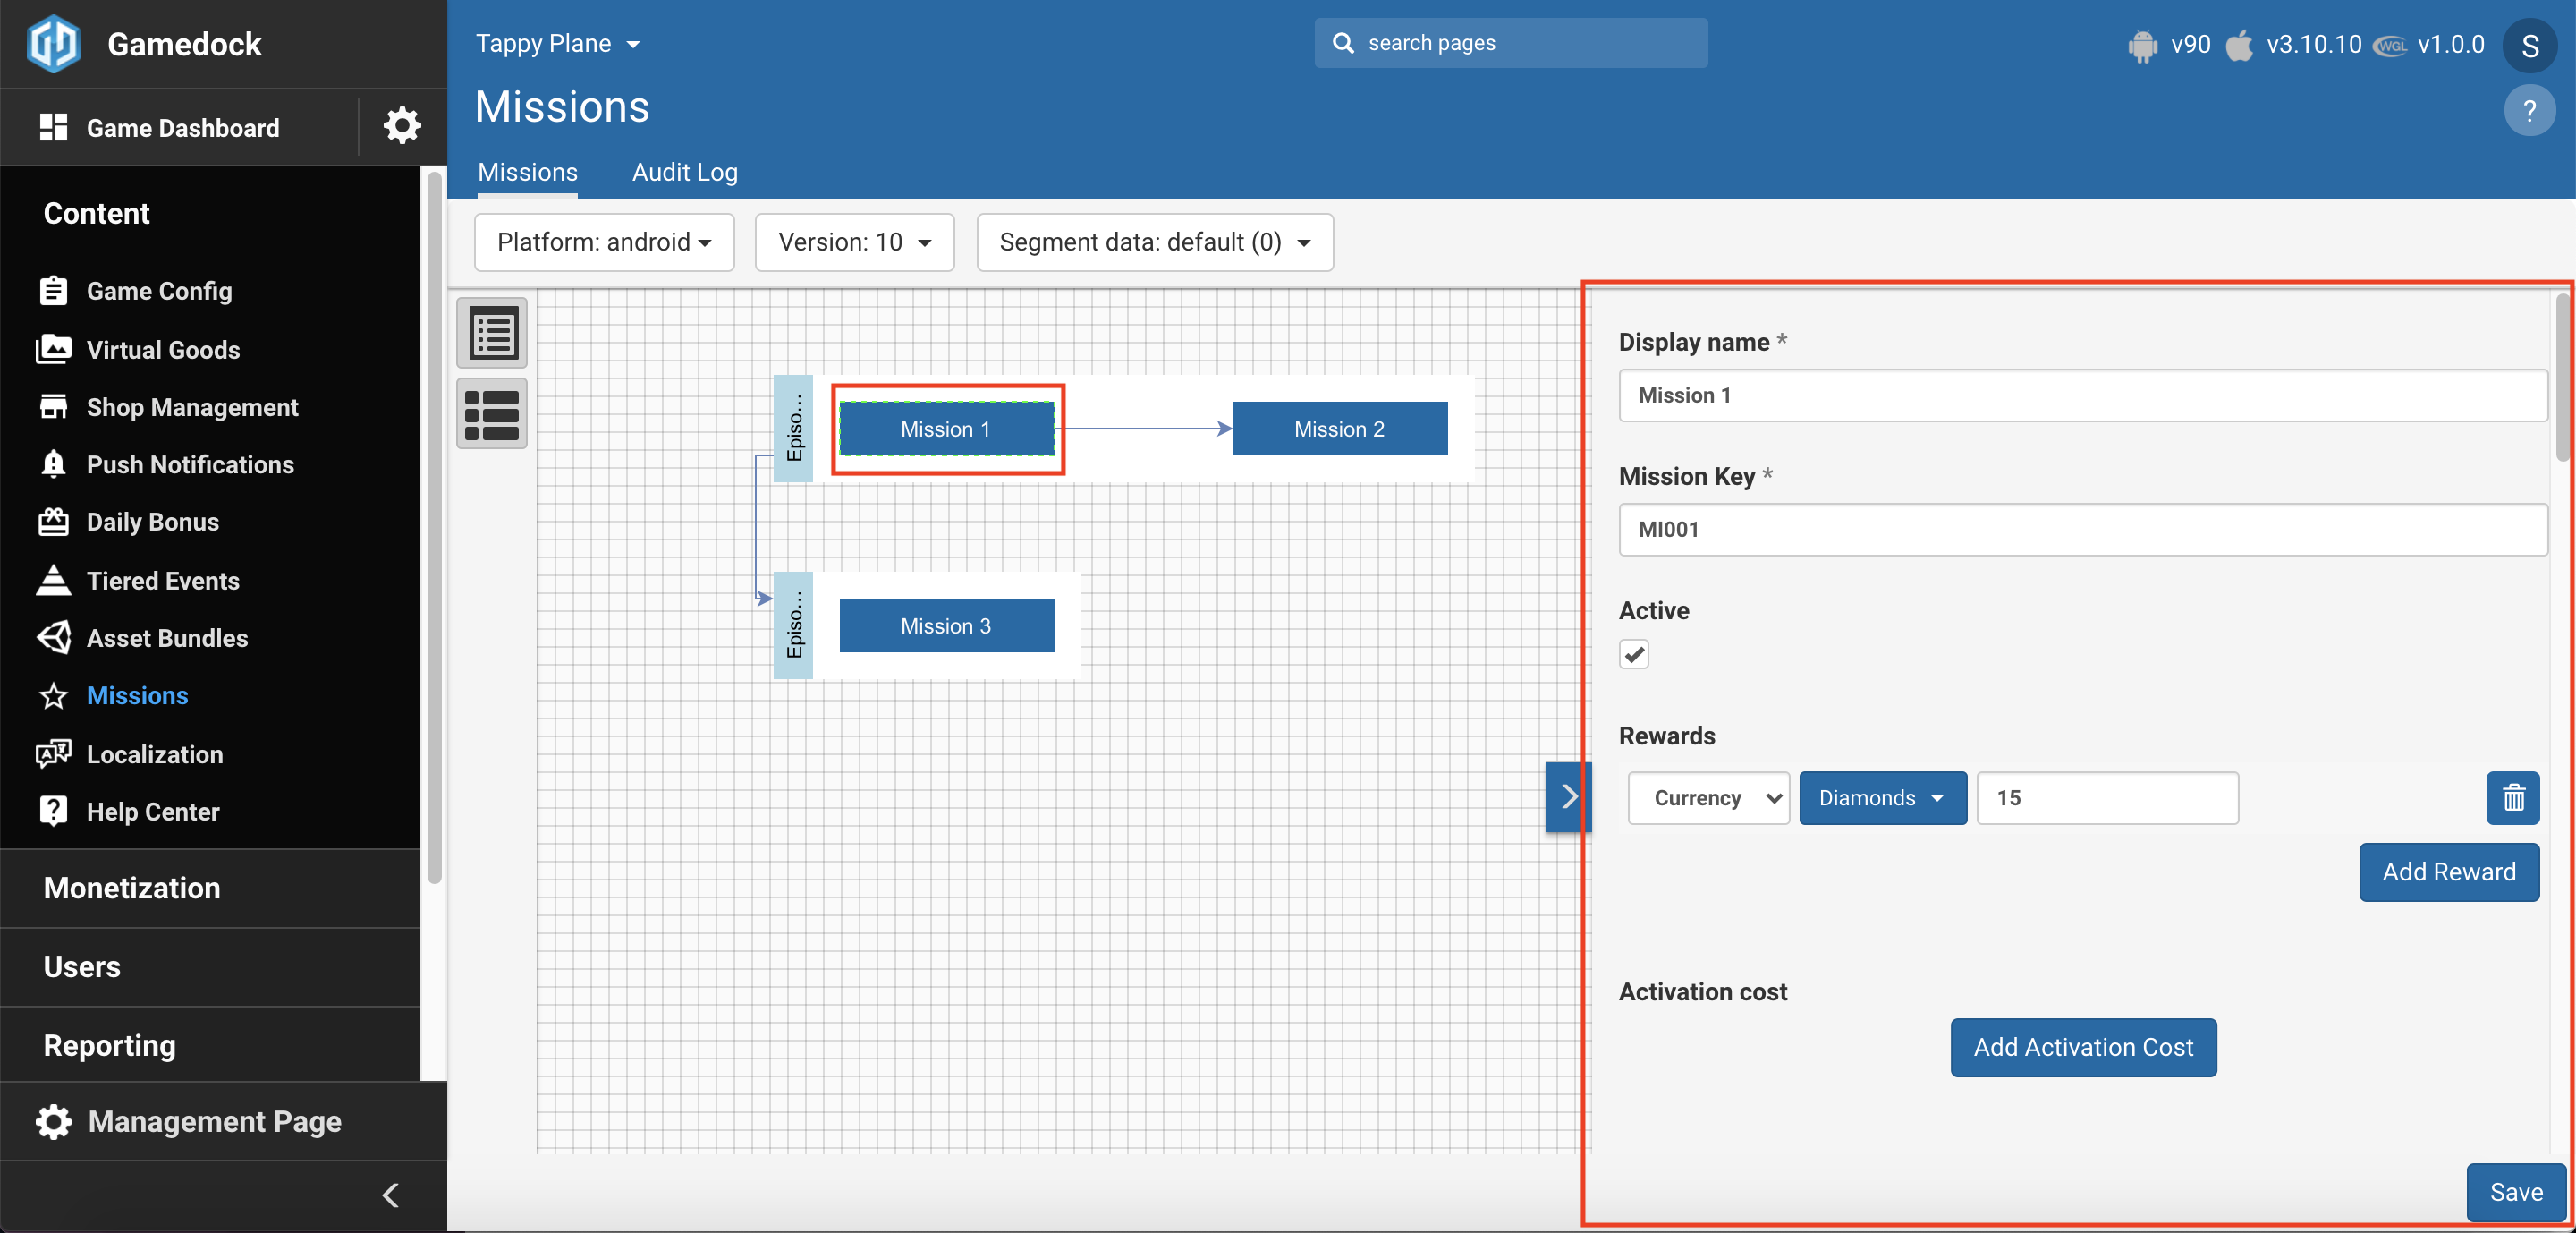 Gamedock
Game Dashboard
Content
Game Config
Virtual Goods
Shop Management
Push Notifications
Daily Bonus
Tiered Events
Asset Bundles
Missions
Localization
Help Center
Monetization
Users
Reporting
Management Page
Tappy Plane
search pages
v90
v3.10.10
WGL
v1.0.0
S
?
Missions
Missions
Audit Log
Platform: android
Version: 10
Segment data: default (0)
Episo...
Mission 1
Mission 2
Episo...
Mission 3
Display name *
Mission 1
Mission Key *
MI001
Active
Rewards
Currency
Diamonds
15
Add Reward
Activation cost
Add Activation Cost
Save